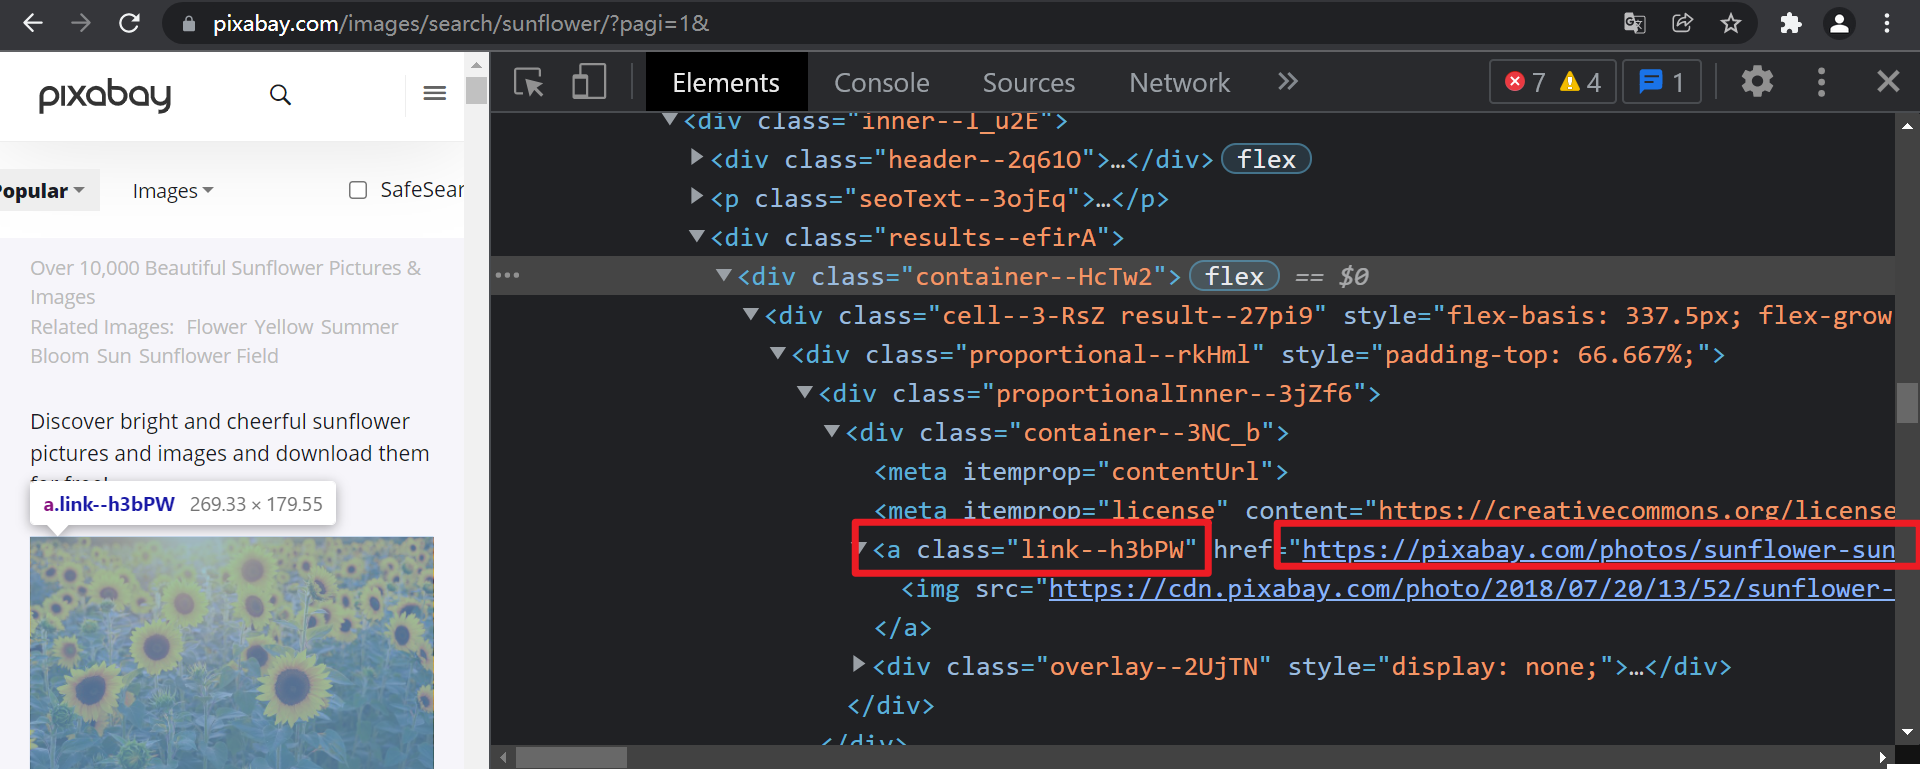 pixabay.com/images/search/sunflower/?pagi=1&
pixabay
Popular
Images
SafeSear
Over 10,000 Beautiful Sunflower Pictures &
Images
Related Images: Flower Yellow Summer
Bloom Sun Sunflower Field
Discover bright and cheerful sunflower
pictures and images and download them
for free!
a.link--h3bPW 269.33 × 179.55
Elements Console Sources Network » 7 4 1
<div class="inner--l_u2E">
<div class="header--2q61O">…</div> flex
<p class="seoText--3ojEq">…</p>
<div class="results--efirA">
… <div class="container--HcTw2"> flex == $0
<div class="cell--3-RsZ result--27pi9" style="flex-basis: 337.5px; flex-grow
<div class="proportional--rkHml" style="padding-top: 66.667%;">
<div class="proportionalInner--3jZf6">
<div class="container--3NC_b">
<meta itemprop="contentUrl">
<meta itemprop="license" content="https://creativecommons.org/license
<a class="link--h3bPW" href="https://pixabay.com/photos/sunflower-sun
<img src="https://cdn.pixabay.com/photo/2018/07/20/13/52/sunflower-
</a>
<div class="overlay--2UjTN" style="display: none;">…</div>
</div>
</div>